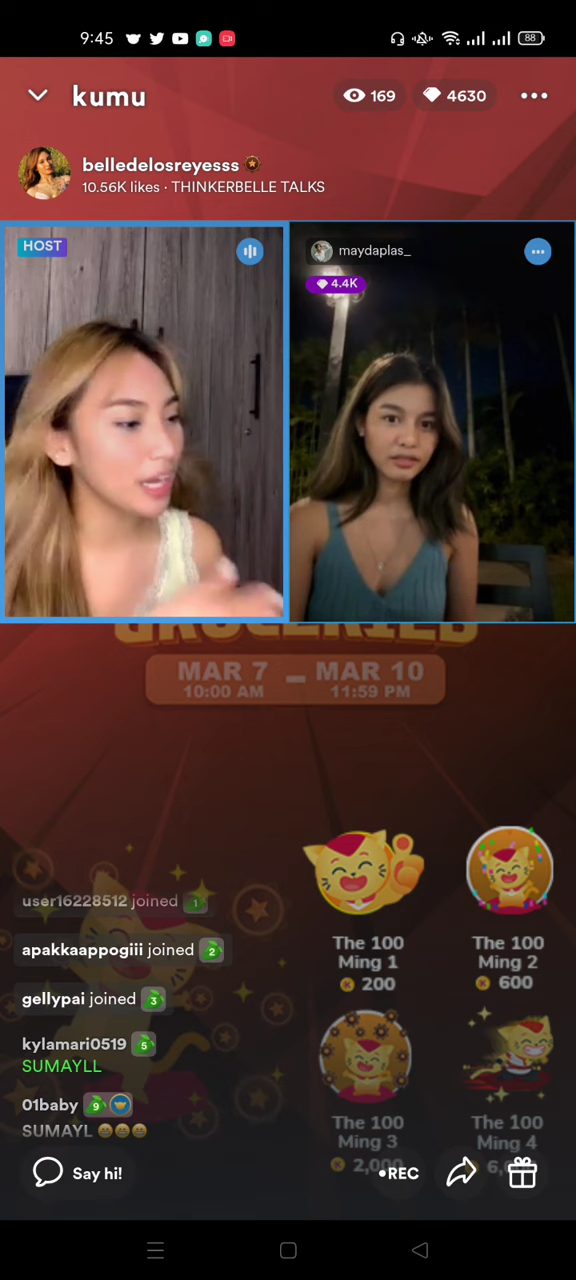 9:45
88
kumu
169
4630
belledelosreyesss
10.56K likes · THINKERBELLE TALKS
HOST
maydaplas_
4.4K
GROCERIES
MAR 7 – MAR 10
10:00 AM 11:59 PM
user16228512 joined 1
apakkaappogiii joined 2
gellypai joined 3
kylamari0519 5
SUMAYLL
01baby 9
SUMAYL 😄😄😄
The 100
Ming 1
200
The 100
Ming 2
600
The 100
Ming 3
The 100
Ming 4
Say hi!
•REC